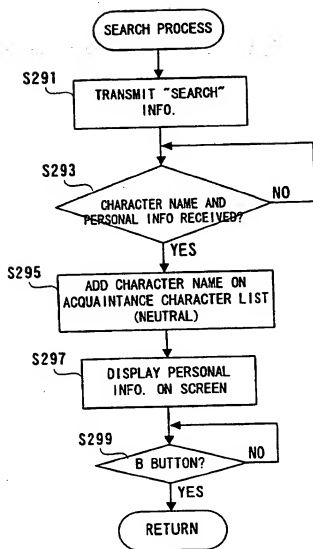 SEARCH PROCESS
S291
TRANSMIT "SEARCH"
INFO.
S293
CHARACTER NAME AND
PERSONAL INFO RECEIVED?
NO
YES
S295
ADD CHARACTER NAME ON
ACQUAINTANCE CHARACTER LIST
(NEUTRAL)
S297
DISPLAY PERSONAL
INFO. ON SCREEN
S299
B BUTTON?
NO
YES
RETURN